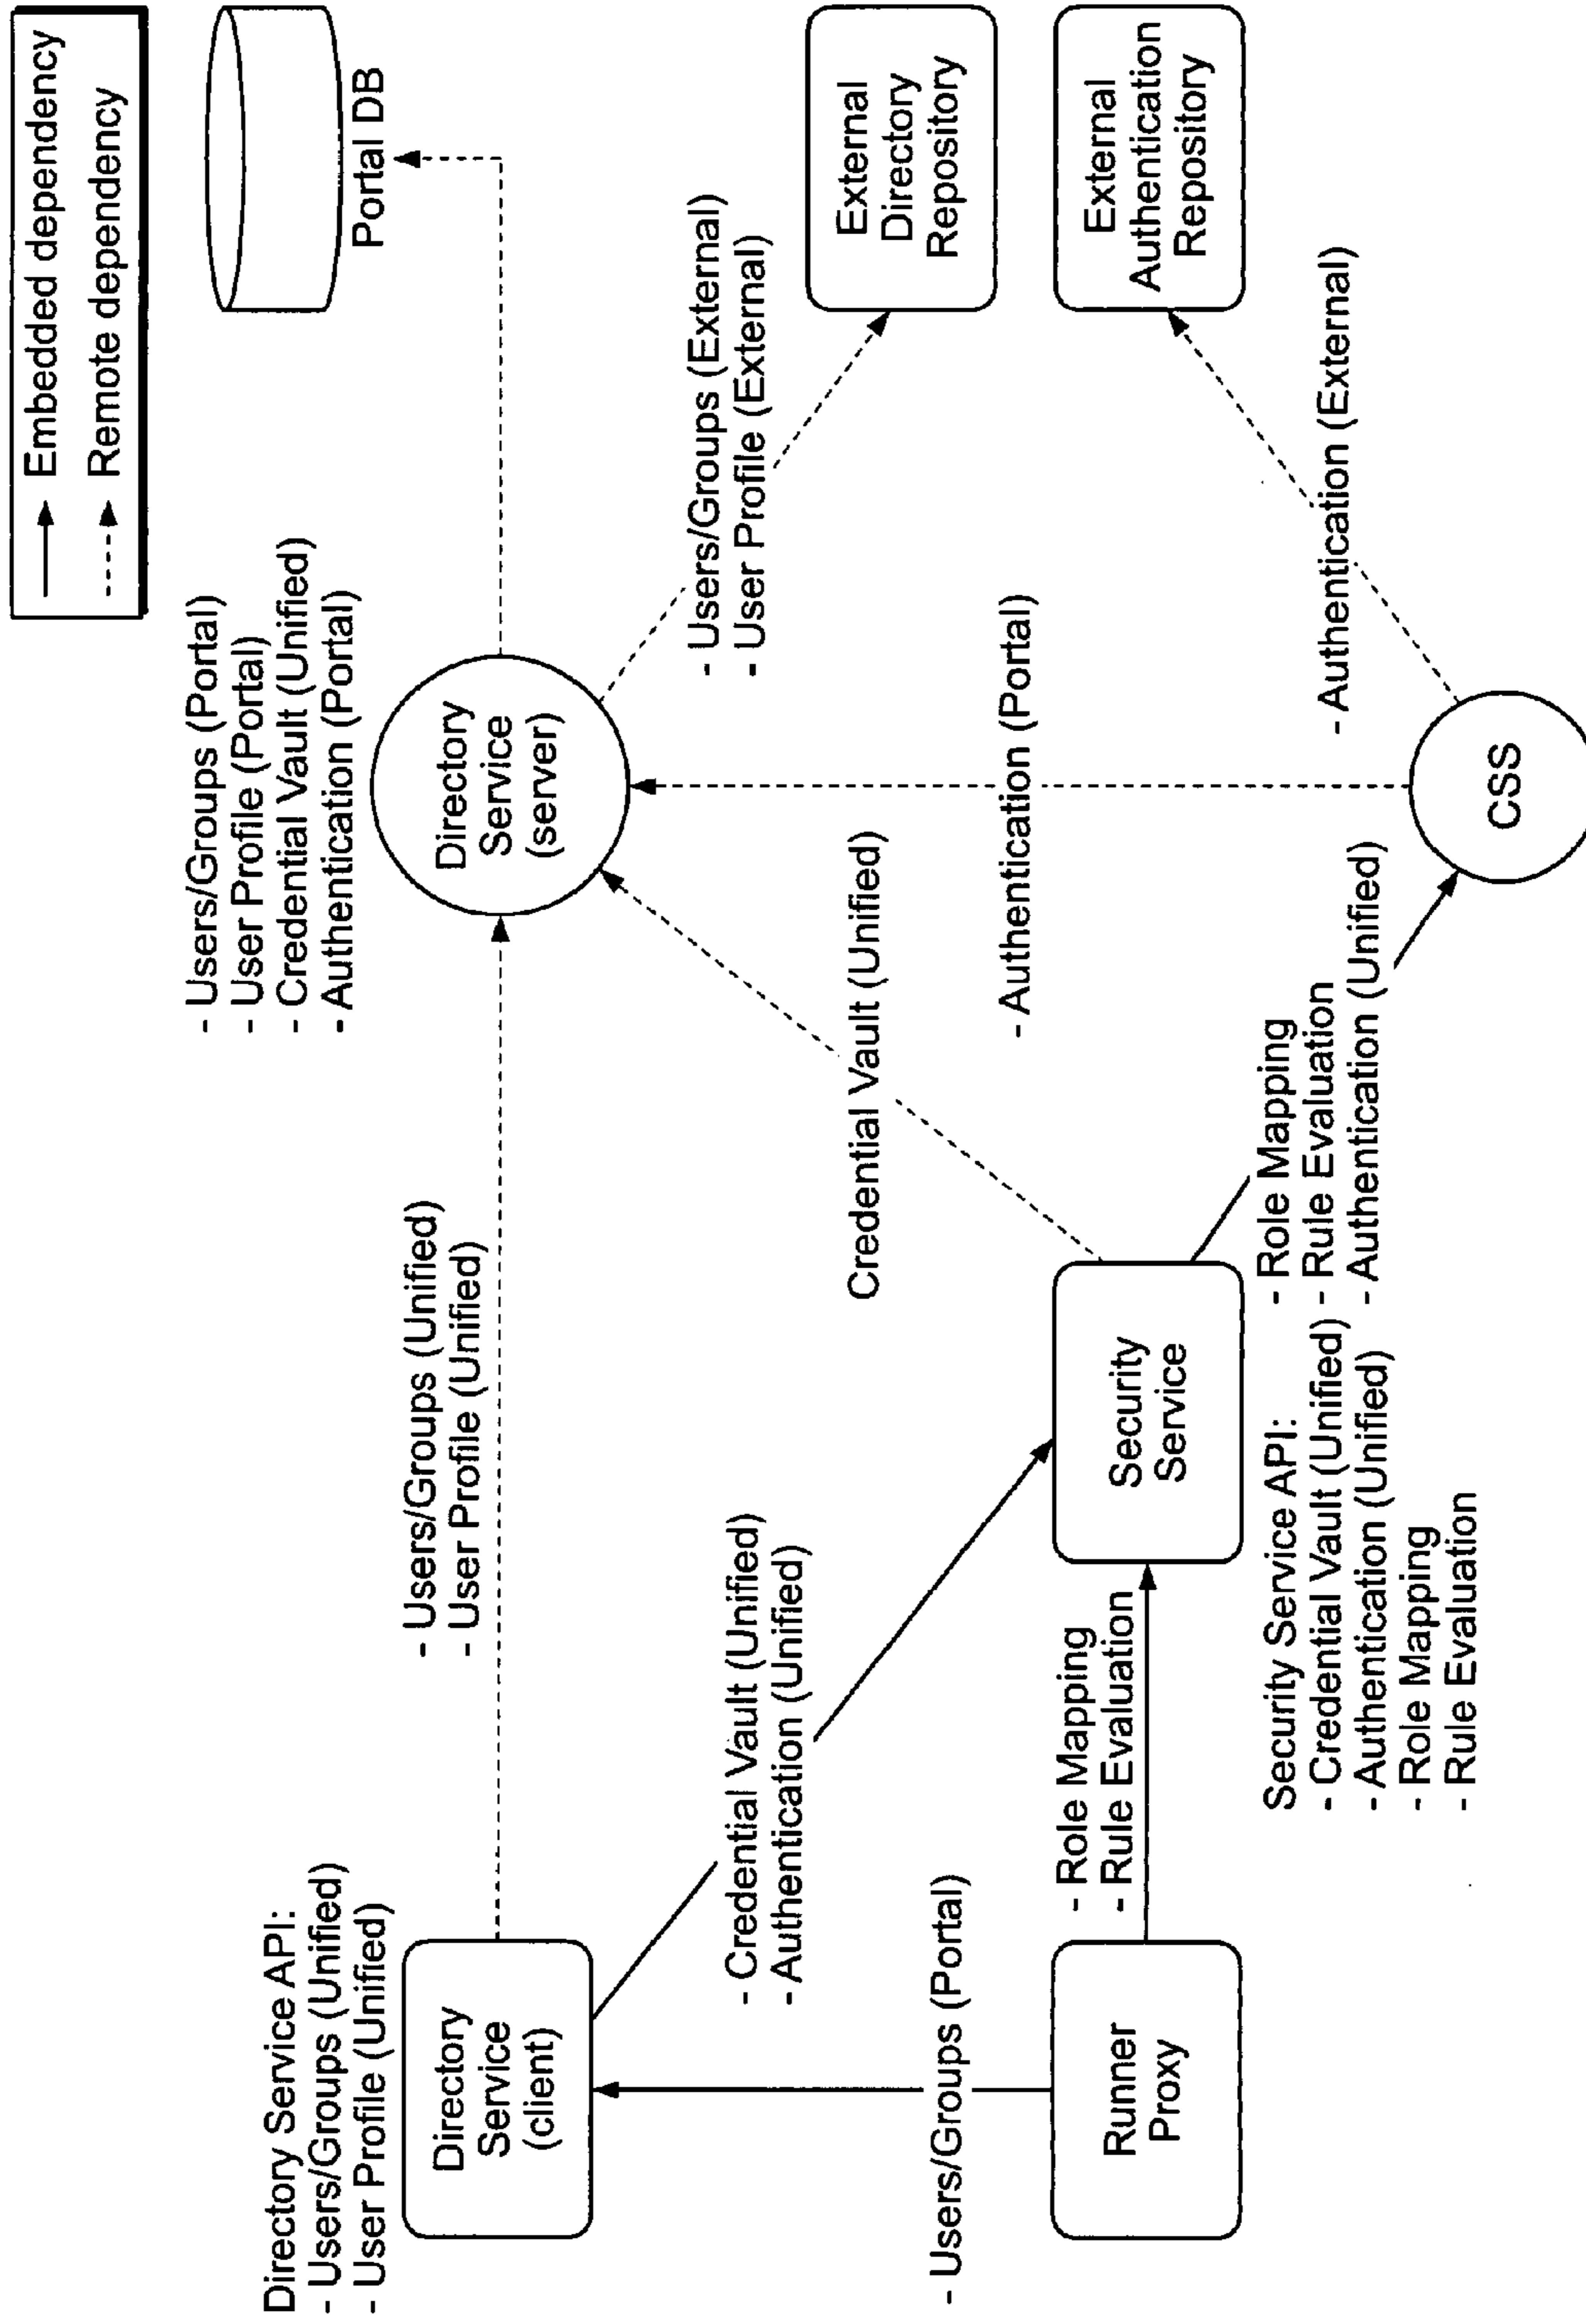 Embedded dependency
Remote dependency
Portal DB
- Users/Groups (Portal)
- User Profile (Portal)
- Credential Vault (Unified)
- Authentication (Portal)
Directory Service API:
- Users/Groups (Unified)
- User Profile (Unified)
Directory
Service
(client)
- Users/Groups (Unified)
- User Profile (Unified)
Directory
Service
(server)
- Users/Groups (External)
- User Profile (External)
External
Directory
Repository
- Credential Vault (Unified)
- Authentication (Unified)
Credential Vault (Unified)
- Authentication (Portal)
- Users/Groups (Portal)
Runner
Proxy
- Role Mapping
- Rule Evaluation
Security
Service
External
Authentication
Repository
- Authentication (External)
Security Service API:
- Credential Vault (Unified)
- Authentication (Unified)
- Role Mapping
- Rule Evaluation
- Role Mapping
- Rule Evaluation
- Authentication (Unified)
CSS